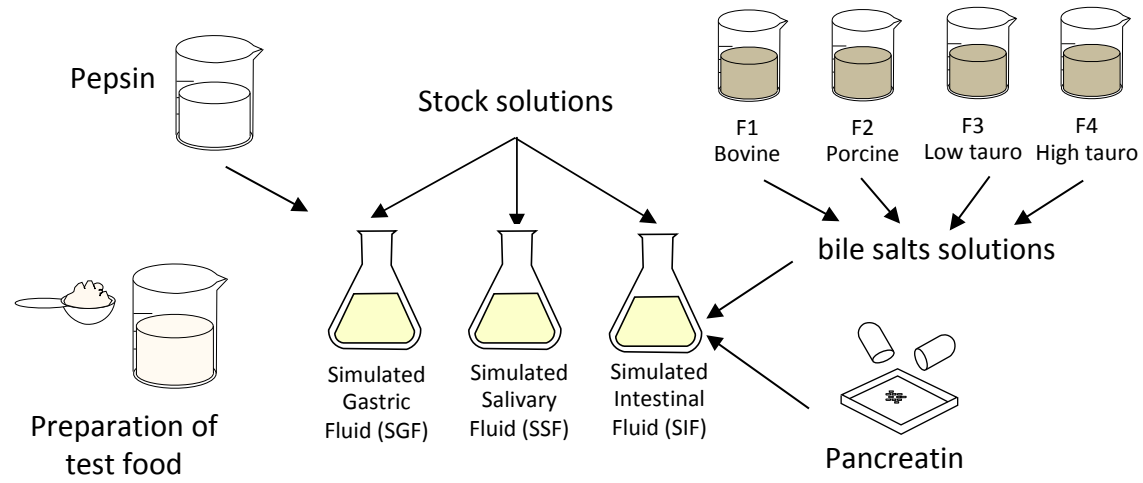 Pepsin
Stock solutions
F1
Bovine
F2
Porcine
F3
Low tauro
F4
High tauro
bile salts solutions
Simulated
Gastric
Fluid (SGF)
Simulated
Salivary
Fluid (SSF)
Simulated
Intestinal
Fluid (SIF)
Preparation of
test food
Pancreatin